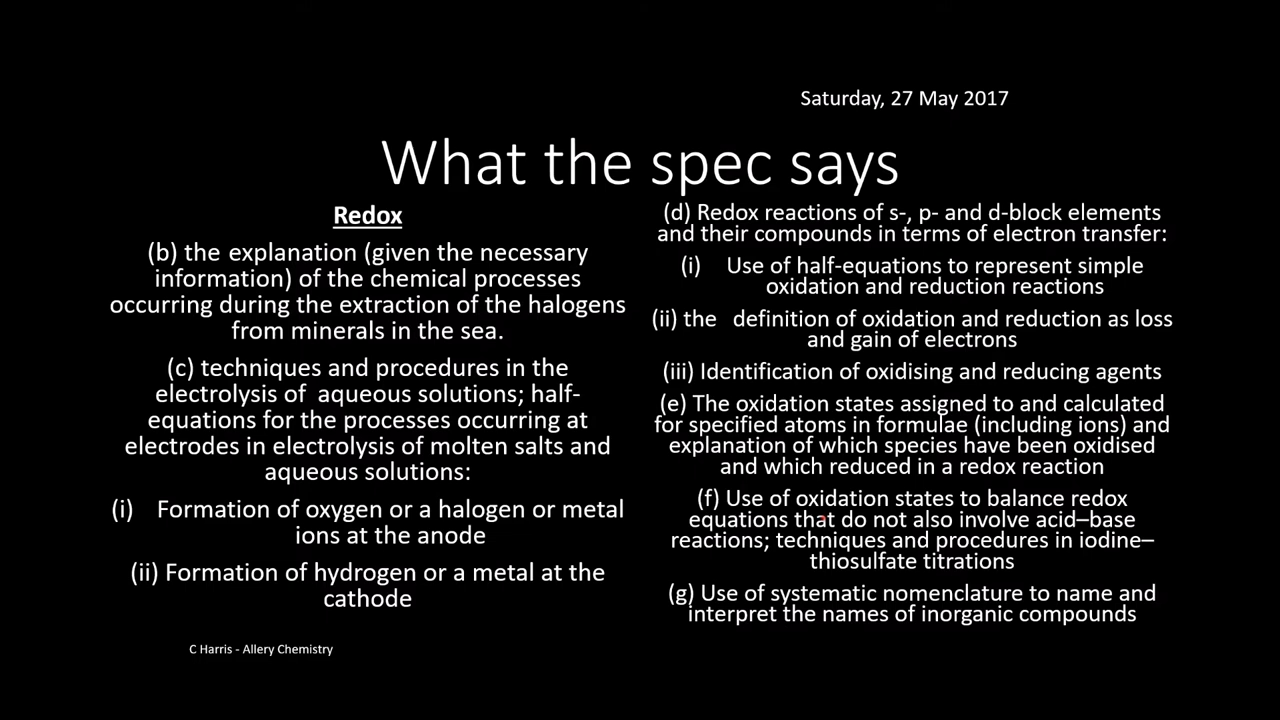 Saturday, 27 May 2017
What the spec says
Redox
(b) the explanation (given the necessary
information) of the chemical processes
occurring during the extraction of the halogens
from minerals in the sea.
(c) techniques and procedures in the
electrolysis of aqueous solutions; half-
equations for the processes occurring at
electrodes in electrolysis of molten salts and
aqueous solutions:
(i) Formation of oxygen or a halogen or metal
ions at the anode
(ii) Formation of hydrogen or a metal at the
cathode
(d) Redox reactions of s-, p- and d-block elements
and their compounds in terms of electron transfer:
(i) Use of half-equations to represent simple
oxidation and reduction reactions
(ii) the definition of oxidation and reduction as loss
and gain of electrons
(iii) Identification of oxidising and reducing agents
(e) The oxidation states assigned to and calculated
for specified atoms in formulae (including ions) and
explanation of which species have been oxidised
and which reduced in a redox reaction
(f) Use of oxidation states to balance redox
equations that do not also involve acid–base
reactions; techniques and procedures in iodine–
thiosulfate titrations
(g) Use of systematic nomenclature to name and
interpret the names of inorganic compounds
C Harris - Allery Chemistry